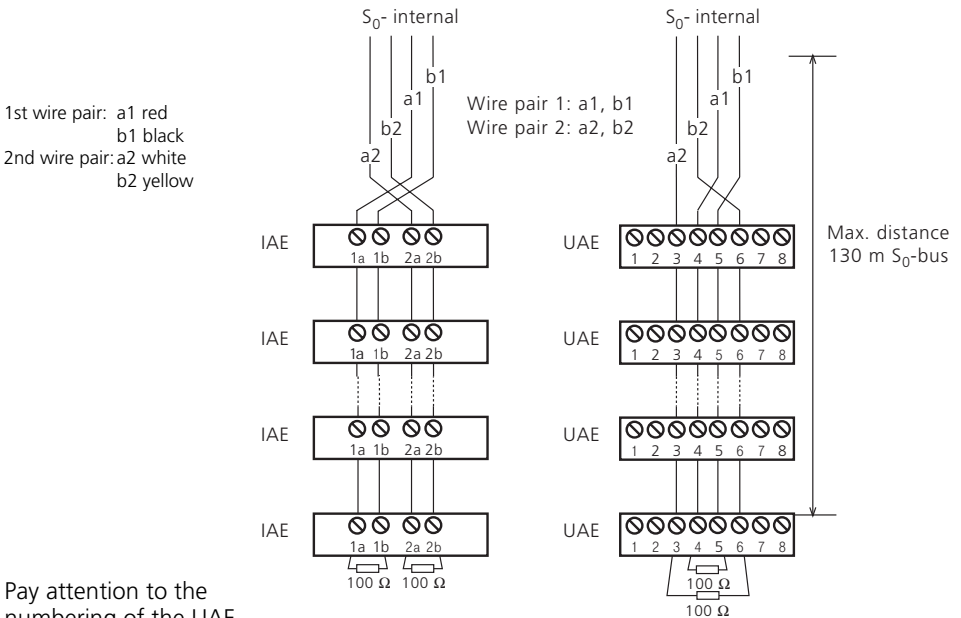 S0- internal
S0- internal
b1
a1
b2
a2
b1
a1
b2
a2
1st wire pair: a1 red
b1 black
2nd wire pair: a2 white
b2 yellow
Wire pair 1: a1, b1
Wire pair 2: a2, b2
IAE
1a 1b 2a 2b
UAE
1 2 3 4 5 6 7 8
Max. distance
130 m S0-bus
IAE
1a 1b 2a 2b
UAE
1 2 3 4 5 6 7 8
IAE
1a 1b 2a 2b
UAE
1 2 3 4 5 6 7 8
IAE
1a 1b 2a 2b
UAE
1 2 3 4 5 6 7 8
100 Ω 100 Ω
100 Ω
100 Ω
Pay attention to the
numbering of the UAE